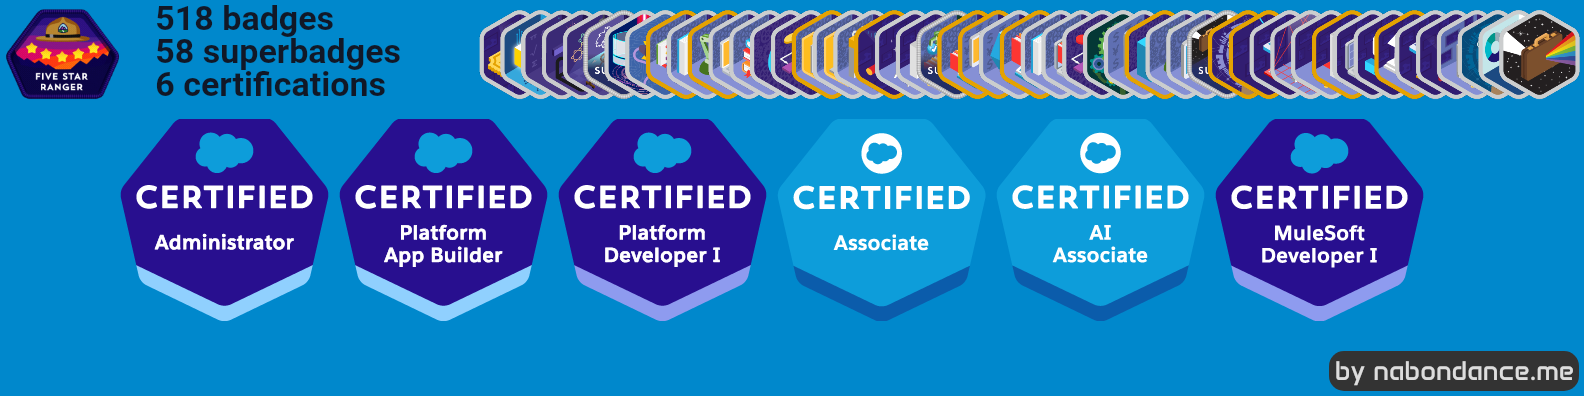 518 badges
58 superbadges
6 certifications
FIVE STAR
RANGER
CERTIFIED
Administrator
CERTIFIED
Platform
App Builder
CERTIFIED
Platform
Developer I
CERTIFIED
Associate
CERTIFIED
AI
Associate
CERTIFIED
MuleSoft
Developer I
by nabondance.me